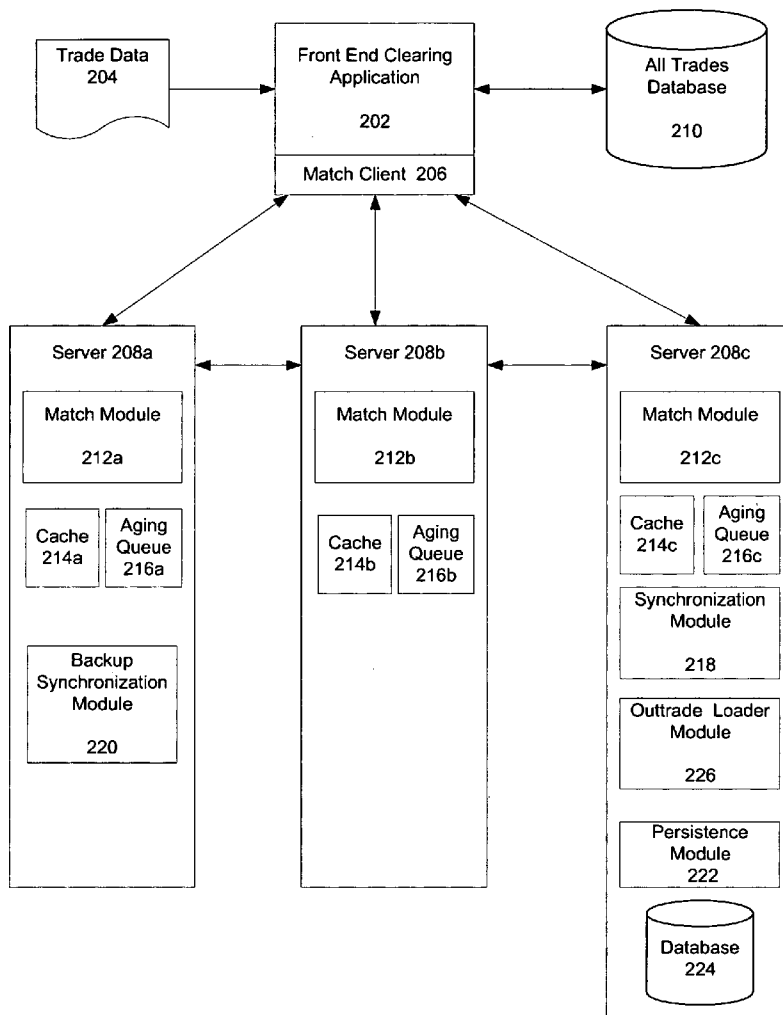 Trade Data
204
Front End Clearing
Application
202
Match Client 206
All Trades
Database
210
Server 208a
Match Module
212a
Cache
214a
Aging
Queue
216a
Backup
Synchronization
Module
220
Server 208b
Match Module
212b
Cache
214b
Aging
Queue
216b
Server 208c
Match Module
212c
Cache
214c
Aging
Queue
216c
Synchronization
Module
218
Outtrade Loader
Module
226
Persistence
Module
222
Database
224